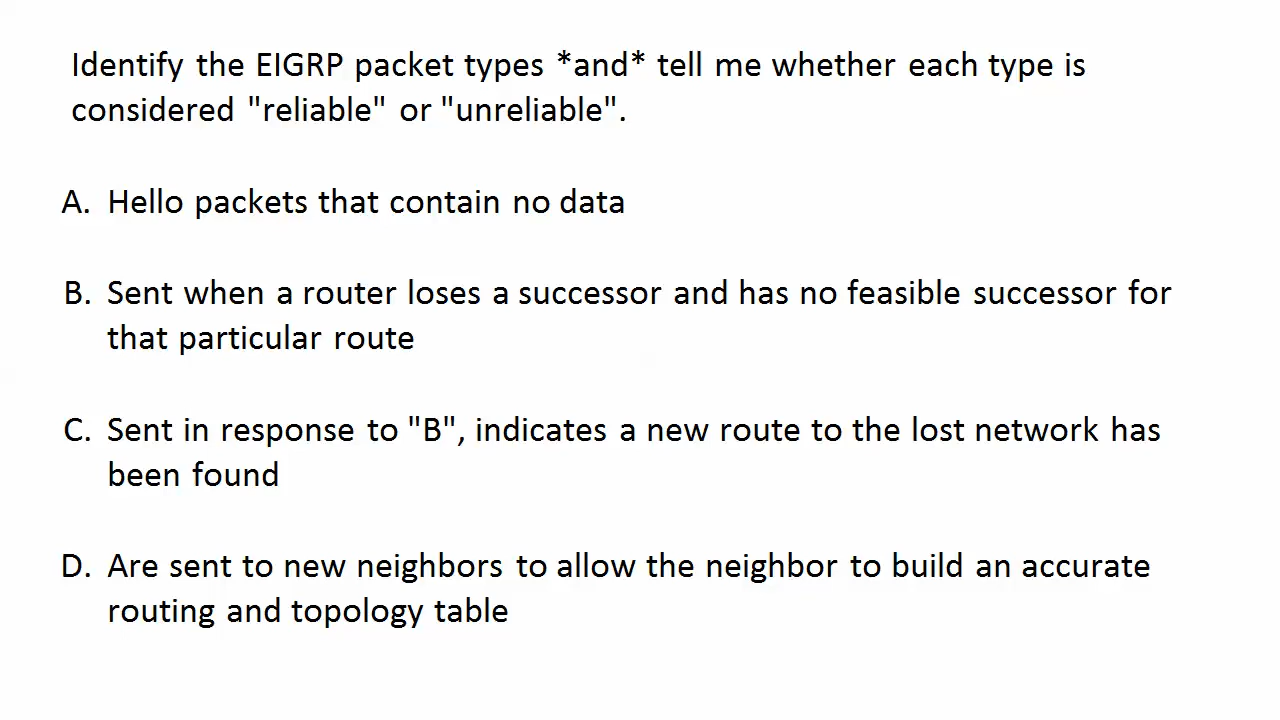 Identify the EIGRP packet types *and* tell me whether each type is
considered "reliable" or "unreliable".
A. Hello packets that contain no data
B. Sent when a router loses a successor and has no feasible successor for
that particular route
C. Sent in response to "B", indicates a new route to the lost network has
been found
D. Are sent to new neighbors to allow the neighbor to build an accurate
routing and topology table